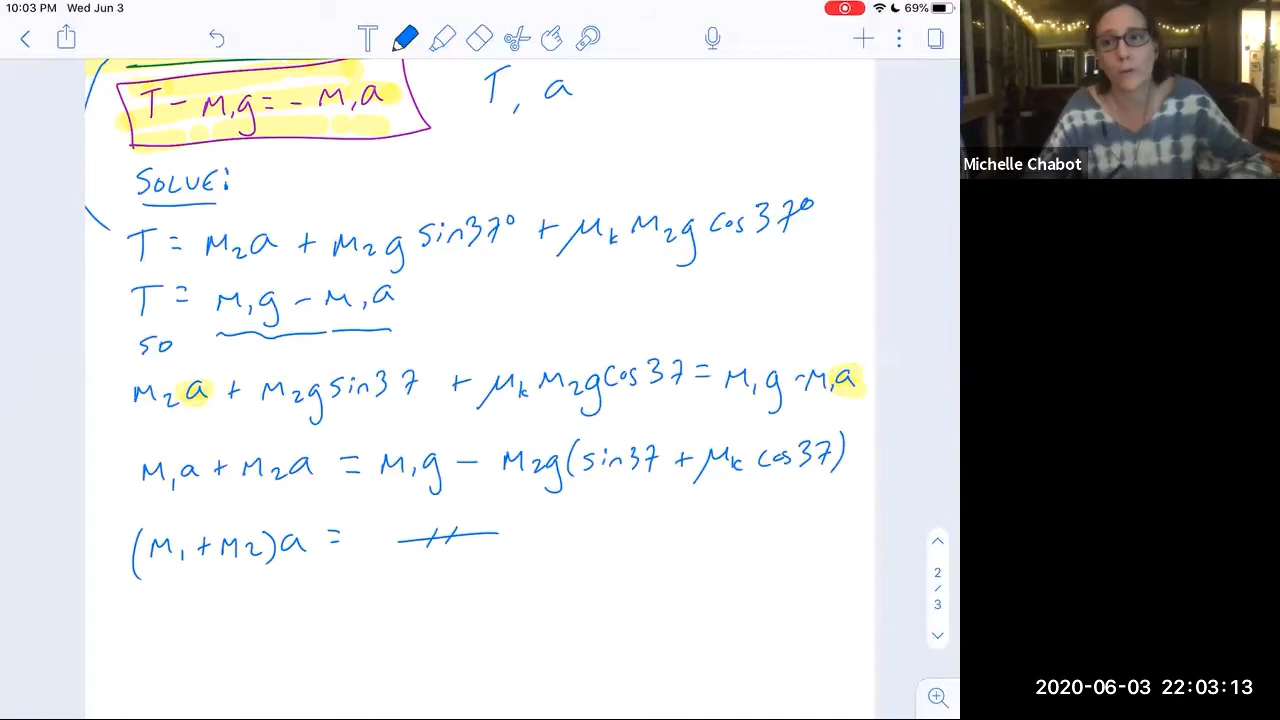 10:03 PM Wed Jun 3
69%
T - M₁g = - M₁a
T, a
SOLVE:
T = M₂a + M₂g sin37° + μₖ M₂g cos37°
T = M₁g - M₁a
so
M₂a + M₂g sin37 + μₖ M₂g cos37 = M₁g - M₁a
M₁a + M₂a = M₁g - M₂g(sin37 + μₖ cos37)
(M₁ + M₂)a =
2
3
Michelle Chabot
2020-06-03 22:03:13